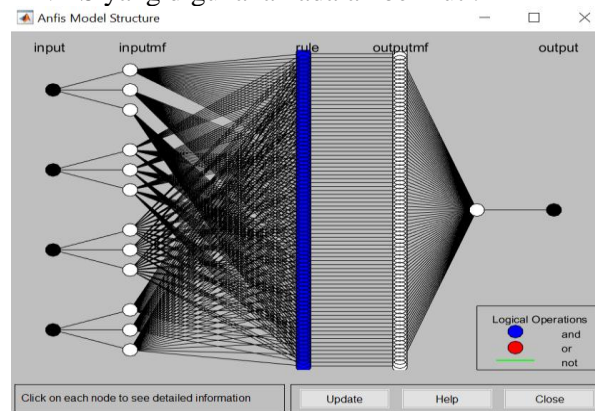 Anfis Model Structure
input inputmf rule outputmf output
Logical Operations
and
or
not
Click on each node to see detailed information
Update Help Close